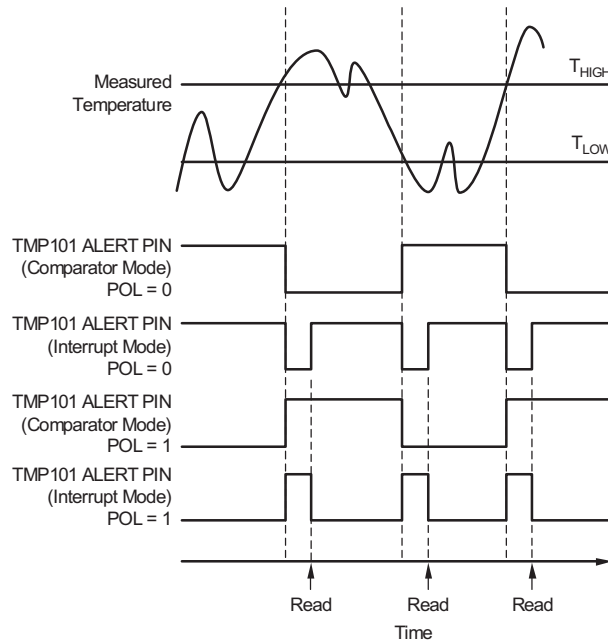 Measured
Temperature
THIGH
TLOW
TMP101 ALERT PIN
(Comparator Mode)
POL = 0
TMP101 ALERT PIN
(Interrupt Mode)
POL = 0
TMP101 ALERT PIN
(Comparator Mode)
POL = 1
TMP101 ALERT PIN
(Interrupt Mode)
POL = 1
Read Read Read
Time